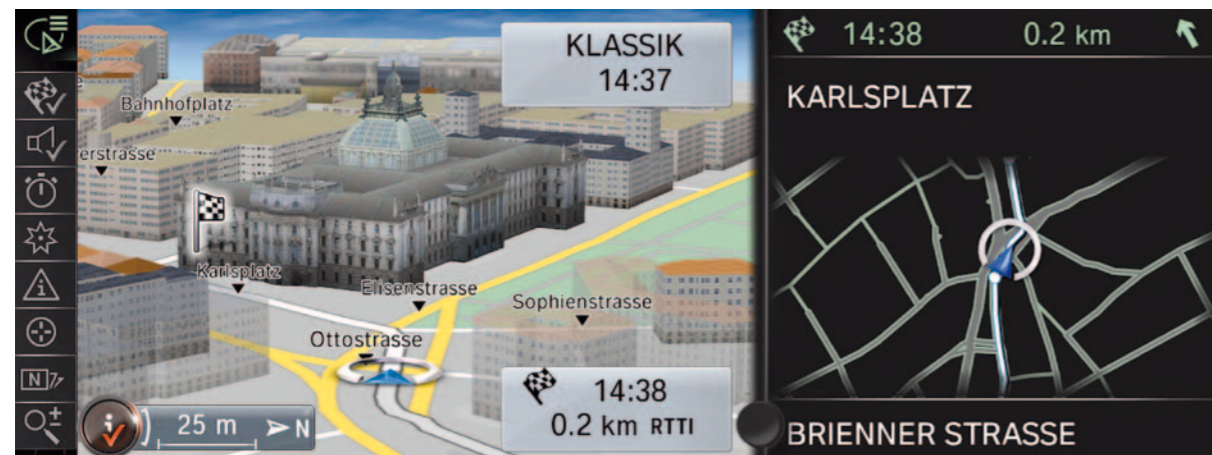 KLASSIK
14:37
Bahnhofplatz
erstrasse
Karlsplatz
Elisenstrasse
Sophienstrasse
Ottostrasse
14:38
0.2 km RTTI
25 m
N
i
N
14:38 0.2 km
KARLSPLATZ
BRIENNER STRASSE